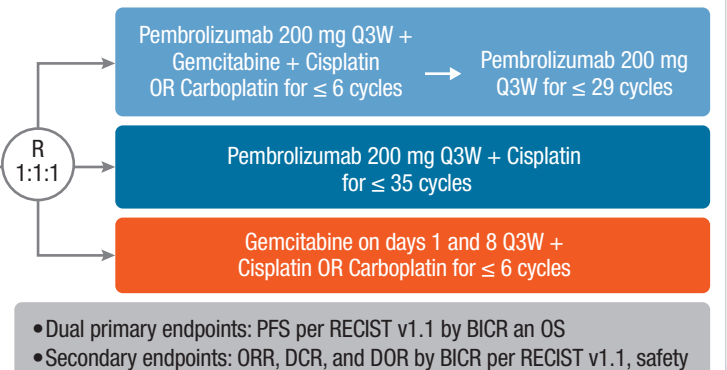 Pembrolizumab 200 mg Q3W +
Gemcitabine + Cisplatin
OR Carboplatin for ≤ 6 cycles
Pembrolizumab 200 mg
Q3W for ≤ 29 cycles
R
1:1:1
Pembrolizumab 200 mg Q3W + Cisplatin
for ≤ 35 cycles
Gemcitabine on days 1 and 8 Q3W +
Cisplatin OR Carboplatin for ≤ 6 cycles
•Dual primary endpoints: PFS per RECIST v1.1 by BICR an OS
•Secondary endpoints: ORR, DCR, and DOR by BICR per RECIST v1.1, safety